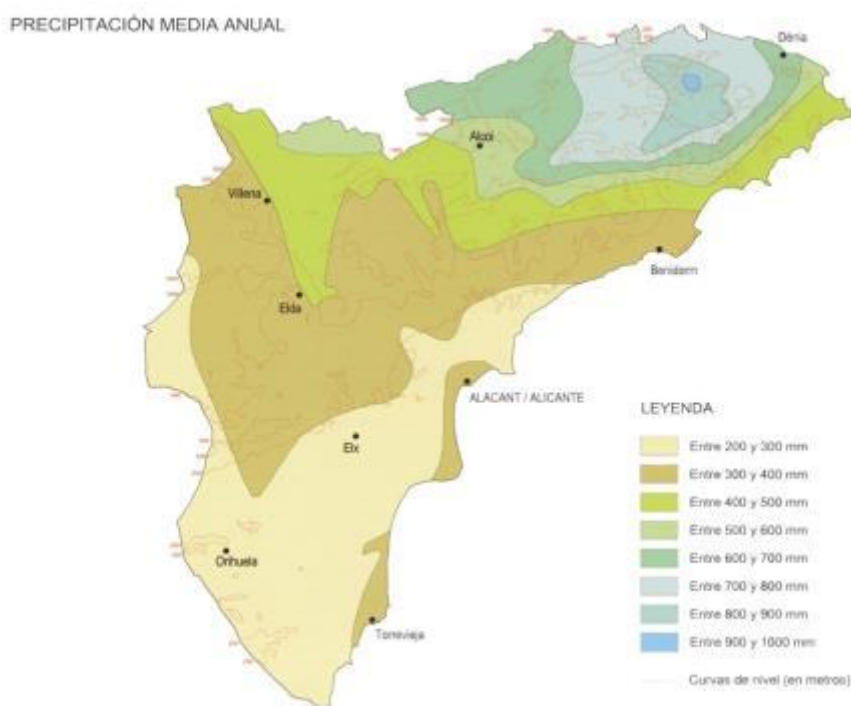 PRECIPITACIÓN MEDIA ANUAL
Dénia
Alcoi
Villena
Benidorm
Elda
ALACANT / ALICANTE
LEYENDA
Elx
Entre 200 y 300 mm
Entre 300 y 400 mm
Entre 400 y 500 mm
Entre 500 y 600 mm
Orihuela
Entre 600 y 700 mm
Entre 700 y 800 mm
Entre 800 y 900 mm
Torrevieja
Entre 900 y 1000 mm
Curvas de nivel (en metros)